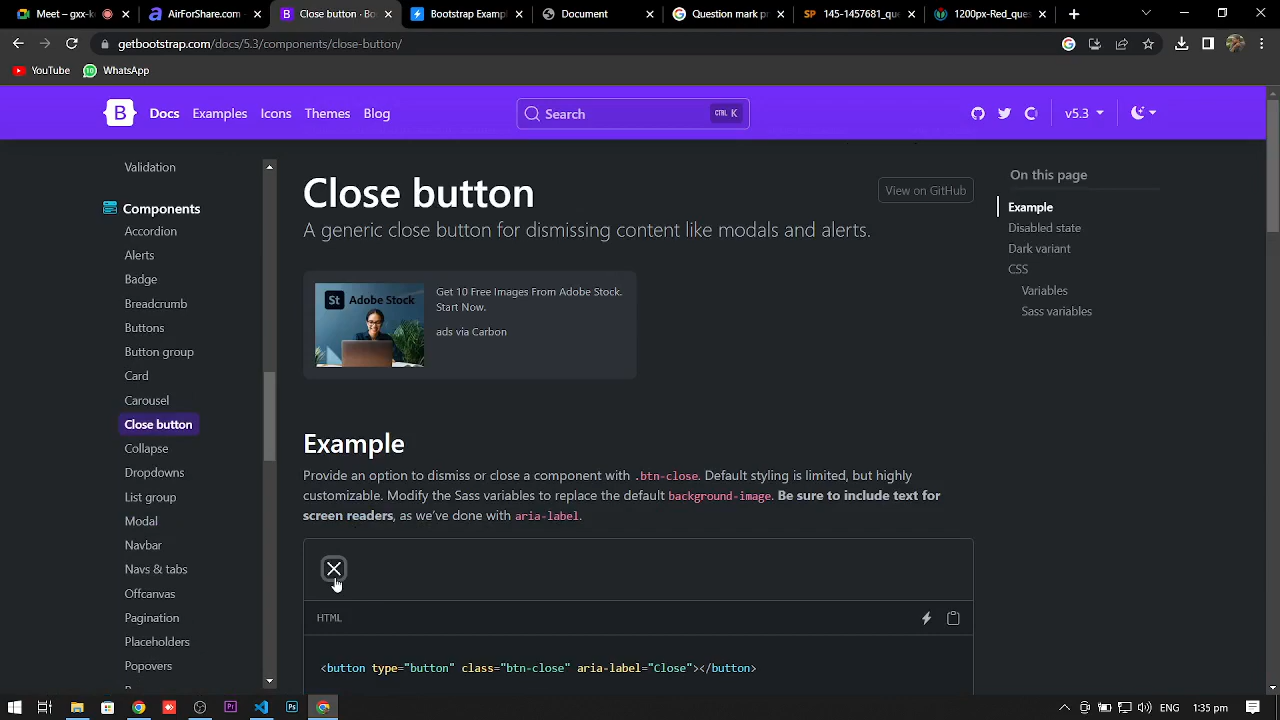 Meet – gxx-k
AirForShare.com
Close button · Bo
Bootstrap Exampl
Document
Question mark p
145-1457681_qu
1200px-Red_ques
getbootstrap.com/docs/5.3/components/close-button/
YouTube
WhatsApp
B
Docs
Examples
Icons
Themes
Blog
Search
CTRL K
v5.3
Validation
Components
Accordion
Alerts
Badge
Breadcrumb
Buttons
Button group
Card
Carousel
Close button
Collapse
Dropdowns
List group
Modal
Navbar
Navs & tabs
Offcanvas
Pagination
Placeholders
Popovers
Close button
View on GitHub
A generic close button for dismissing content like modals and alerts.
St Adobe Stock
Get 10 Free Images From Adobe Stock.
Start Now.
ads via Carbon
Example
Provide an option to dismiss or close a component with .btn-close. Default styling is limited, but highly
customizable. Modify the Sass variables to replace the default background-image. Be sure to include text for
screen readers, as we’ve done with aria-label.
HTML
<button type="button" class="btn-close" aria-label="Close"></button>
On this page
Example
Disabled state
Dark variant
CSS
Variables
Sass variables
1:35 pm